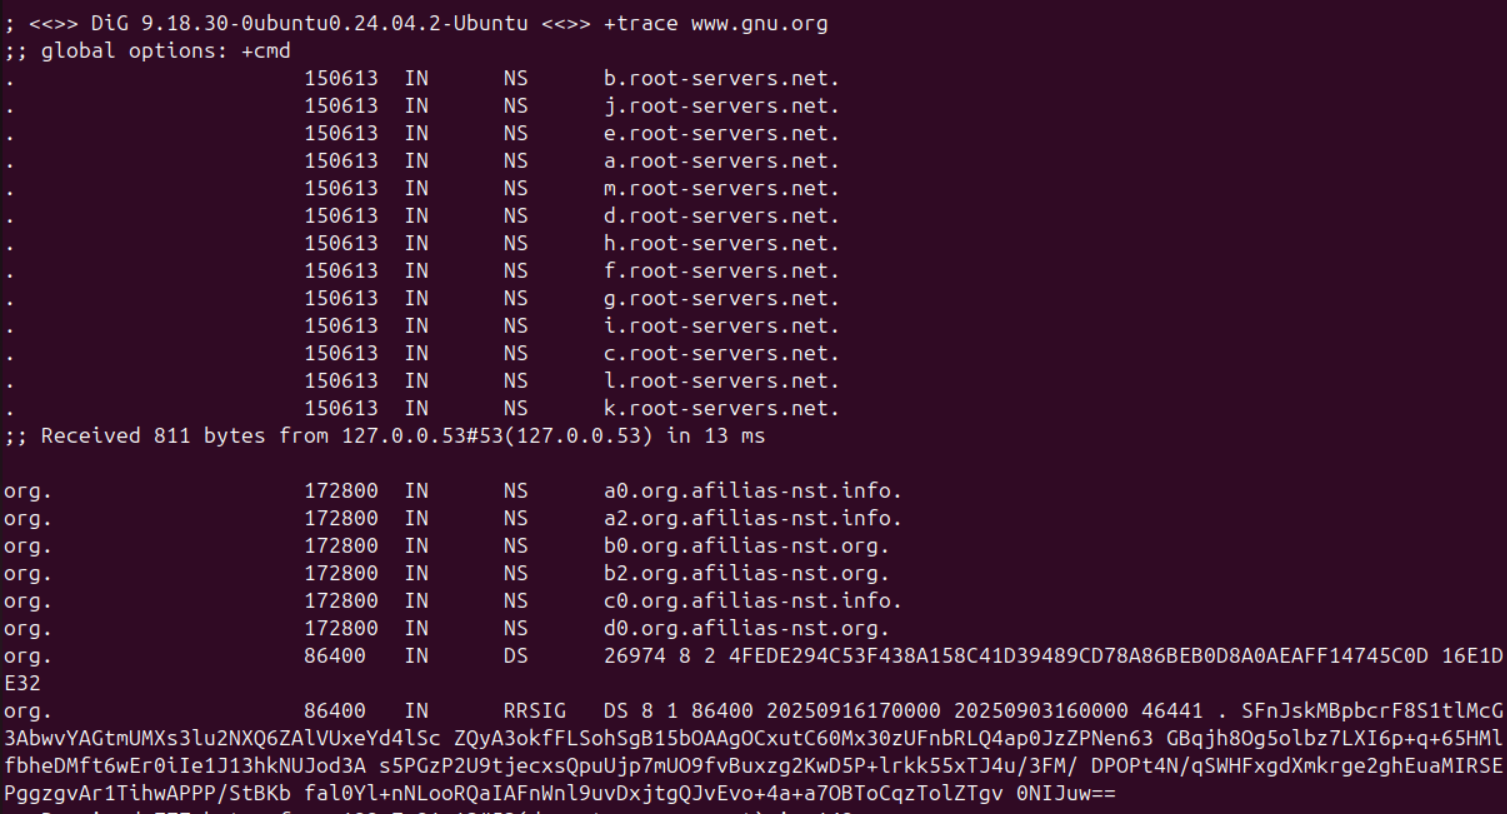 ; <<>> DiG 9.18.30-0ubuntu0.24.04.2-Ubuntu <<>> +trace www.gnu.org
;; global options: +cmd
. 150613 IN NS b.root-servers.net.
. 150613 IN NS j.root-servers.net.
. 150613 IN NS e.root-servers.net.
. 150613 IN NS a.root-servers.net.
. 150613 IN NS m.root-servers.net.
. 150613 IN NS d.root-servers.net.
. 150613 IN NS h.root-servers.net.
. 150613 IN NS f.root-servers.net.
. 150613 IN NS g.root-servers.net.
. 150613 IN NS i.root-servers.net.
. 150613 IN NS c.root-servers.net.
. 150613 IN NS l.root-servers.net.
. 150613 IN NS k.root-servers.net.
;; Received 811 bytes from 127.0.0.53#53(127.0.0.53) in 13 ms
org. 172800 IN NS a0.org.afilias-nst.info.
org. 172800 IN NS a2.org.afilias-nst.info.
org. 172800 IN NS b0.org.afilias-nst.org.
org. 172800 IN NS b2.org.afilias-nst.org.
org. 172800 IN NS c0.org.afilias-nst.info.
org. 172800 IN NS d0.org.afilias-nst.org.
org. 86400 IN DS 26974 8 2 4FEDE294C53F438A158C41D39489CD78A86BEB0D8A0AEAFF14745C0D 16E1D
E32
org. 86400 IN RRSIG DS 8 1 86400 20250916170000 20250903160000 46441 . SFnJskMBpbcrF8S1tlMcG
3AbwvYAGtmUMXs3lu2NXQ6ZAlVUxeYd4lSc ZQyA3okfFLSohSgB15bOAAgOCxutC60Mx30zUFnbRLQ4ap0JzZPNen63 GBqjh8Og5olbz7LXI6p+q+65HMl
fbheDMft6wEr0iIe1J13hkNUJod3A s5PGzP2U9tjecxsQpuUjp7mUO9fvBuxzg2KwD5P+lrkk55xTJ4u/3FM/ DPOPt4N/qSWHFxgdXmkrge2ghEuaMIRSE
PggzgvAr1TihwAPPP/StBKb fal0Yl+nNLooRQaIAFnWnl9uvDxjtgQJvEvo+4a+a7OBToCqzTolZTgv 0NIJuw==